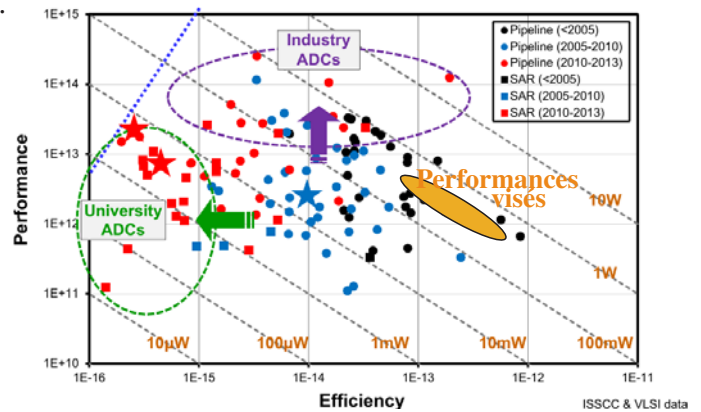 .
1E+15
1E+14
1E+13
1E+12
1E+11
1E+10
Performance
Industry
ADCs
Pipeline (<2005)
Pipeline (2005-2010)
Pipeline (2010-2013)
SAR (<2005)
SAR (2005-2010)
SAR (2010-2013)
University
ADCs
Performances
visés
10W
1W
10µW
100µW
1mW
10mW
100mW
1E-16
1E-15
1E-14
1E-13
1E-12
1E-11
Efficiency
ISSCC & VLSI data